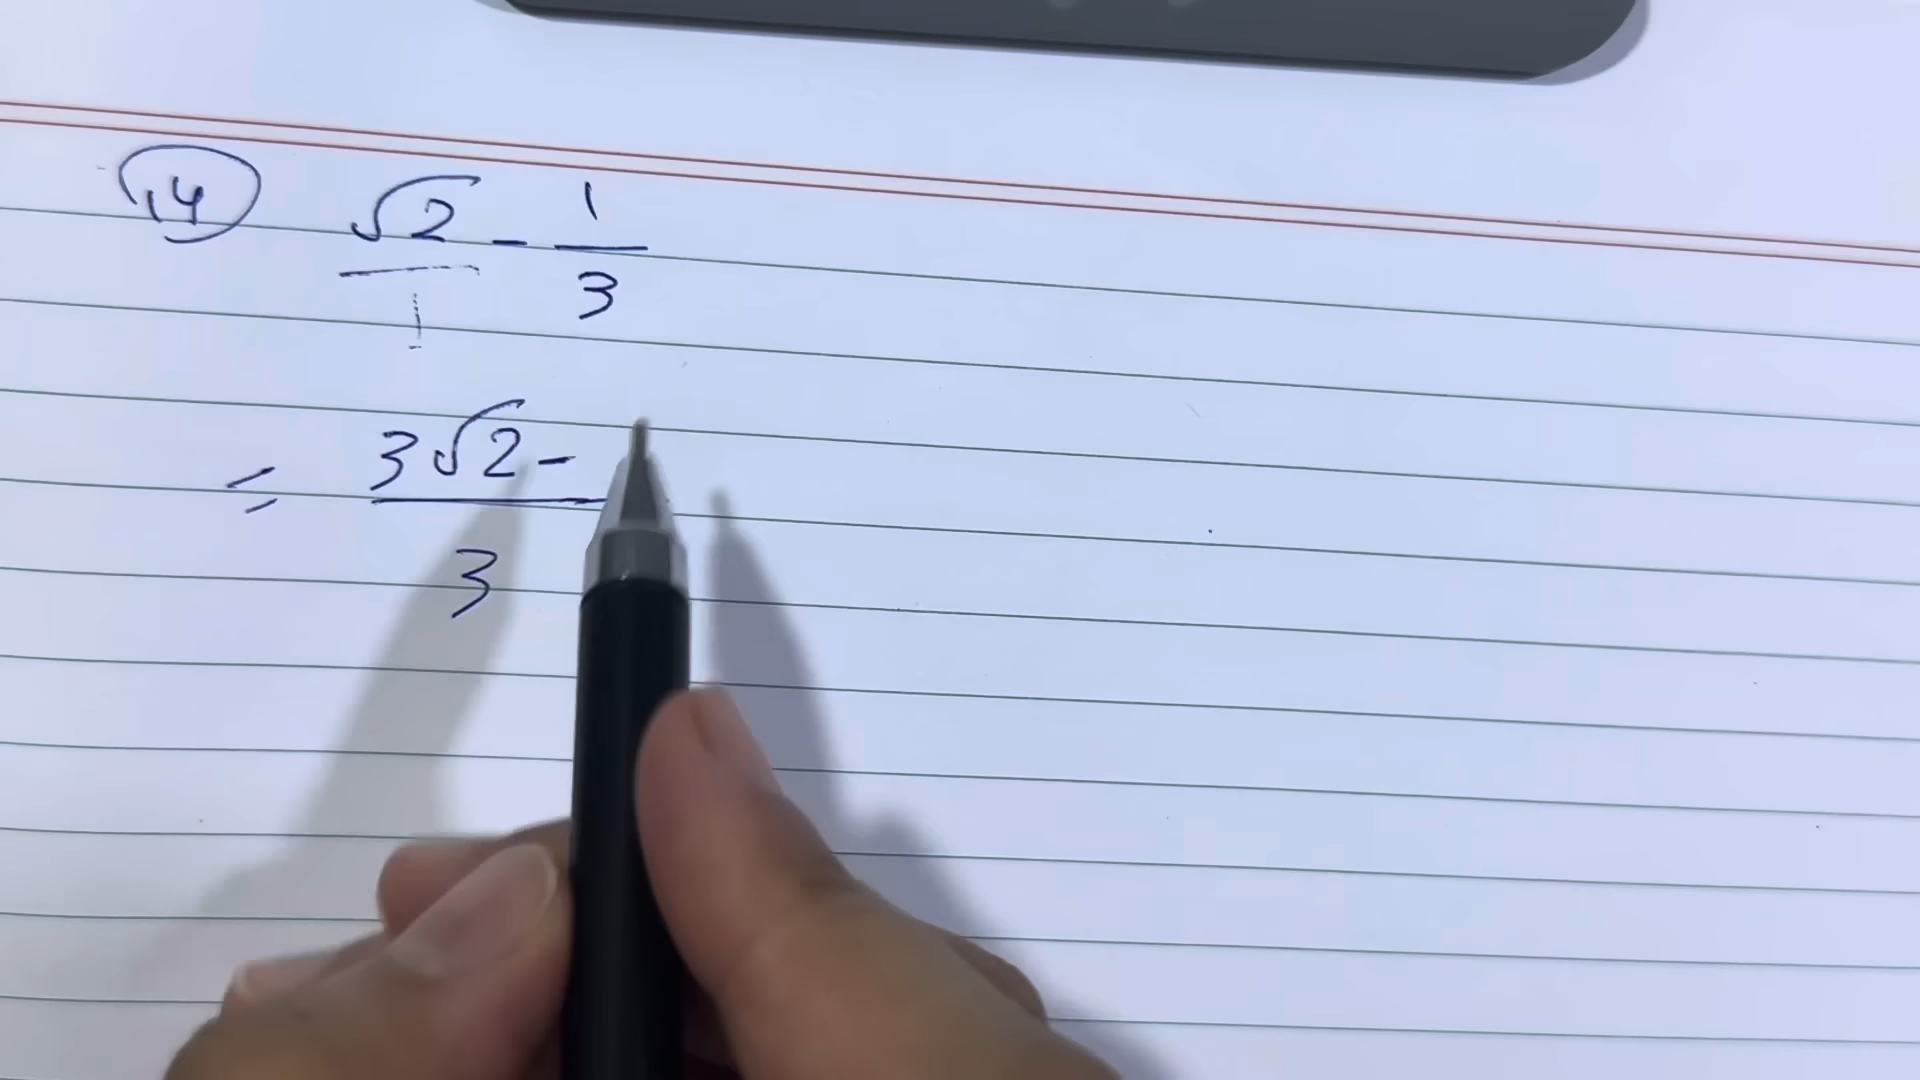 14 √2/1 - 1/3
= 3√2 - /3